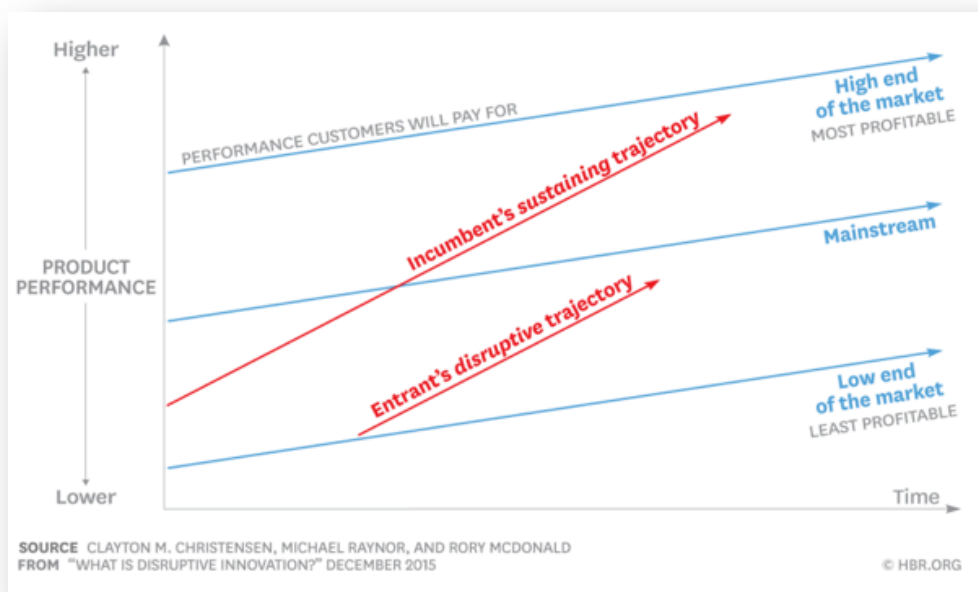 Higher
PERFORMANCE CUSTOMERS WILL PAY FOR
High end
of the market
MOST PROFITABLE
Incumbent's sustaining trajectory
Mainstream
PRODUCT
PERFORMANCE
Entrant's disruptive trajectory
Low end
of the market
LEAST PROFITABLE
Lower
Time
SOURCE CLAYTON M. CHRISTENSEN, MICHAEL RAYNOR, AND RORY MCDONALD
FROM "WHAT IS DISRUPTIVE INNOVATION?" DECEMBER 2015
© HBR.ORG